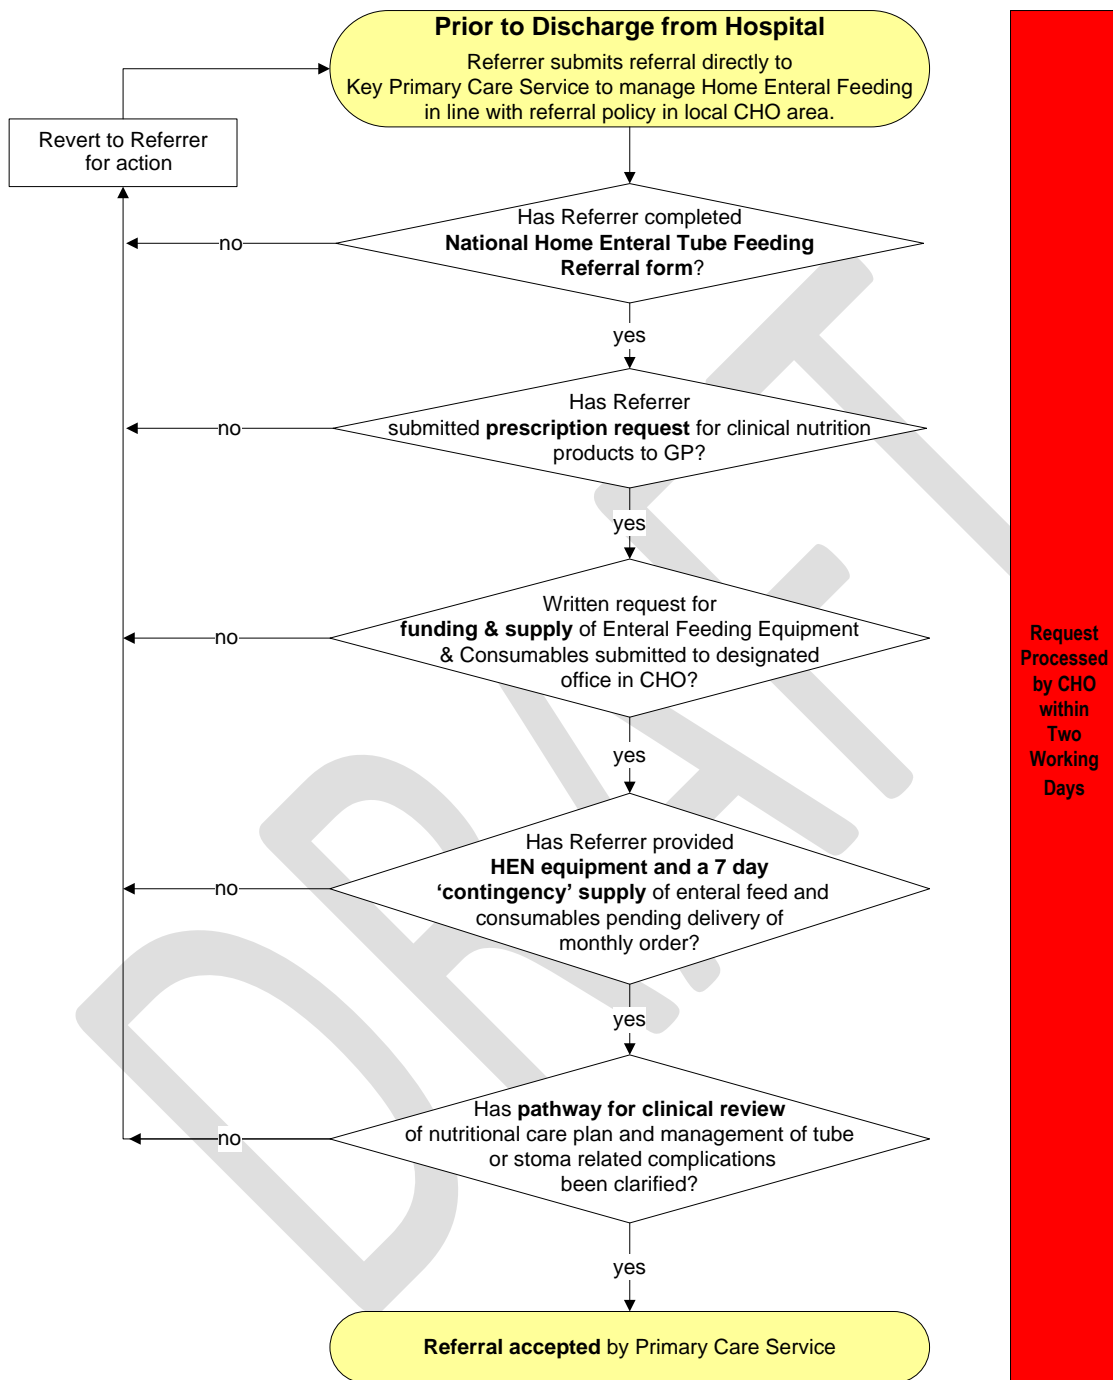 Prior to Discharge from Hospital
Referrer submits referral directly to
Key Primary Care Service to manage Home Enteral Feeding
in line with referral policy in local CHO area.
Revert to Referrer
for action
Has Referrer completed
National Home Enteral Tube Feeding
Referral form?
no
yes
Has Referrer
submitted prescription request for clinical nutrition
products to GP?
no
yes
Written request for
funding & supply of Enteral Feeding Equipment
& Consumables submitted to designated
office in CHO?
no
yes
Has Referrer provided
HEN equipment and a 7 day
‘contingency’ supply of enteral feed and
consumables pending delivery of
monthly order?
no
yes
Has pathway for clinical review
of nutritional care plan and management of tube
or stoma related complications
been clarified?
no
yes
Referral accepted by Primary Care Service
Request
Processed
by CHO
within
Two
Working
Days
DRAFT